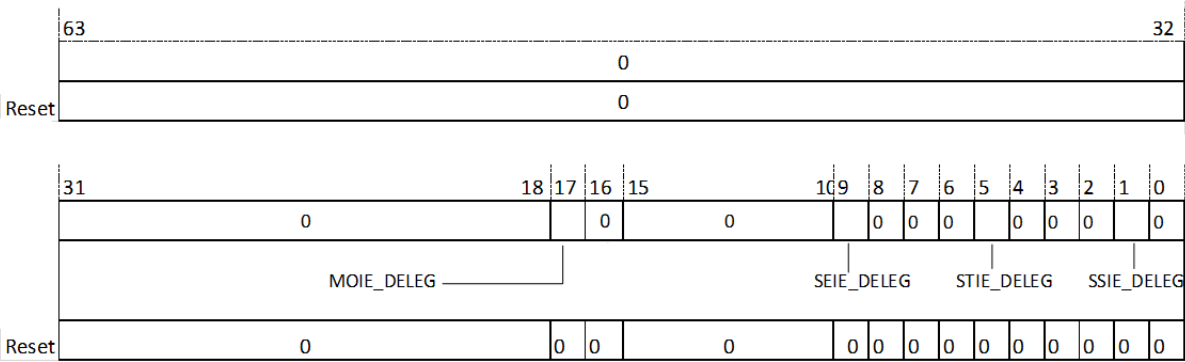 63 32
0
Reset 0
31 18 17 16 15 10 9 8 7 6 5 4 3 2 1 0
0 0 0 0 0 0 0 0 0 0 0
MOIE_DELEG SEIE_DELEG STIE_DELEG SSIE_DELEG
Reset 0 0 0 0 0 0 0 0 0 0 0 0 0 0